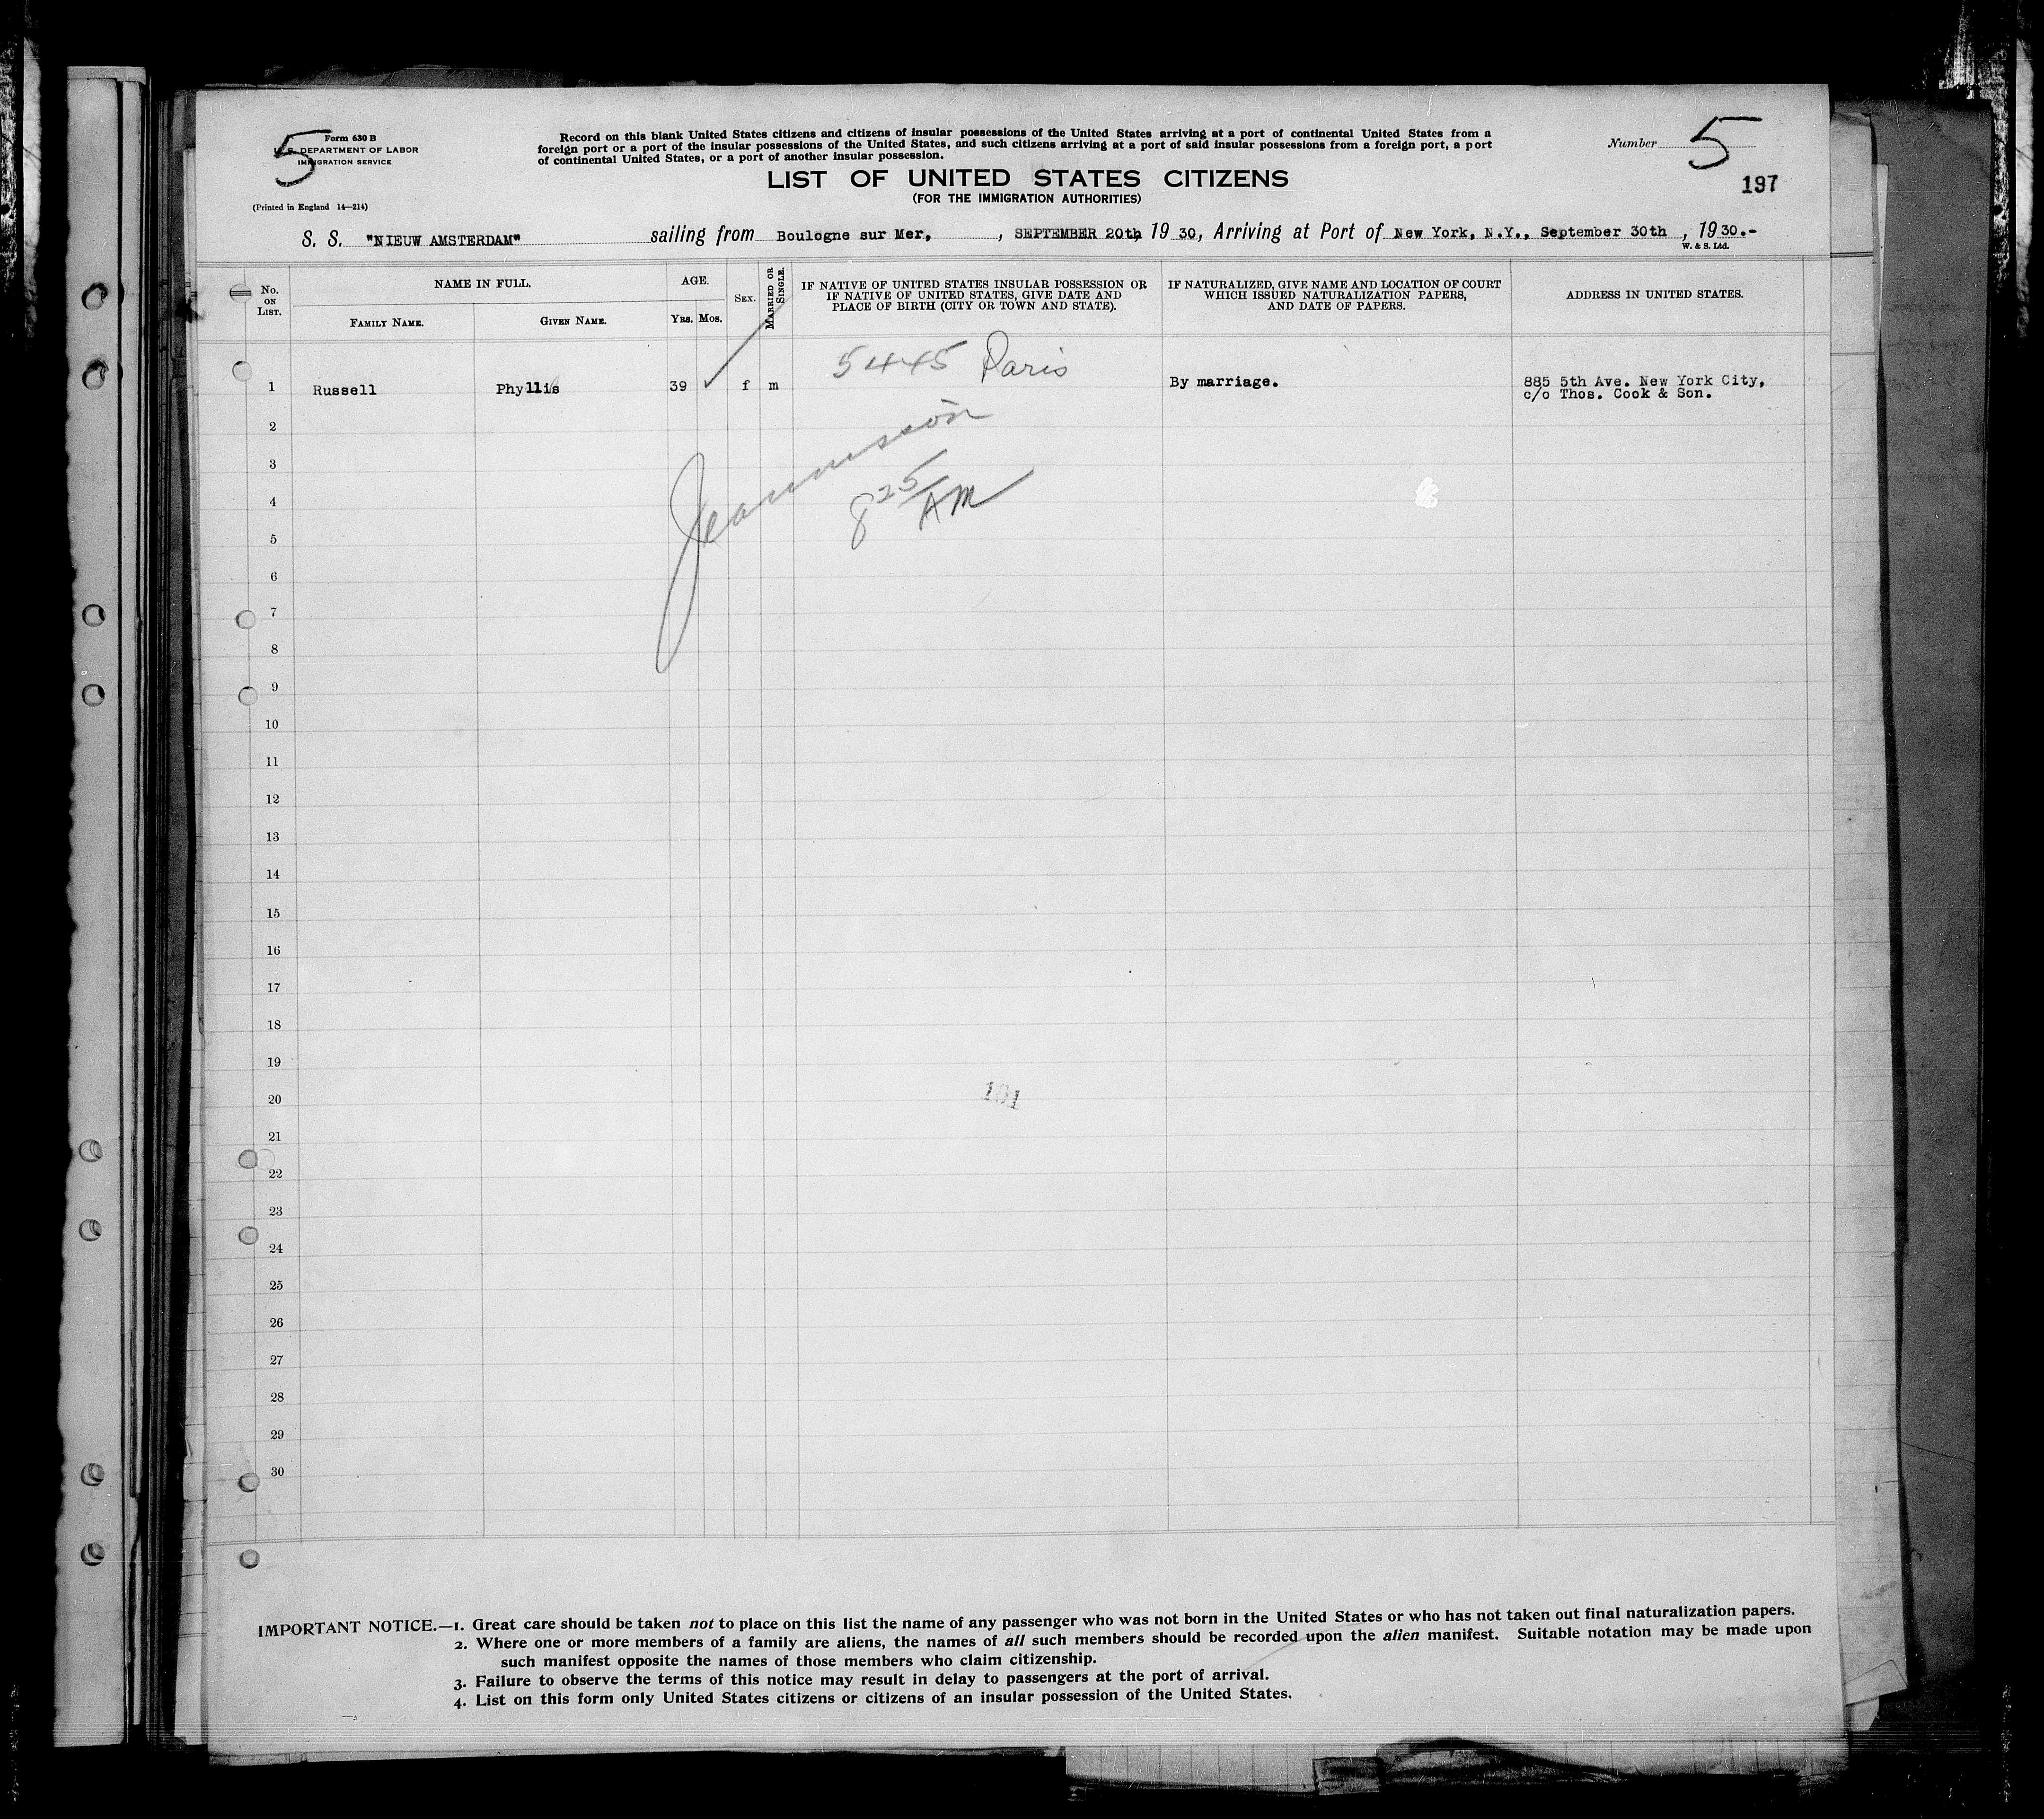 5
Form 630 B
U. S. DEPARTMENT OF LABOR
IMMIGRATION SERVICE
(Printed in England 14—214)
Record on this blank United States citizens and citizens of insular possessions of the United States arriving at a port of continental United States from a
foreign port or a port of the insular possessions of the United States, and such citizens arriving at a port of said insular possessions from a foreign port, a port
of continental United States, or a port of another insular possession.
Number 5
197
LIST OF UNITED STATES CITIZENS
(FOR THE IMMIGRATION AUTHORITIES)
S. S. "NIEUW AMSTERDAM" sailing from Boulogne sur Mer, , SEPTEMBER 20th, 19 30, Arriving at Port of New York, N.Y., September 30th , 19 30.-
W. & S. Ltd.
No. ON LIST.
NAME IN FULL.
FAMILY NAME.
GIVEN NAME.
AGE.
YRS. MOS.
SEX.
MARRIED OR SINGLE.
IF NATIVE OF UNITED STATES INSULAR POSSESSION OR
IF NATIVE OF UNITED STATES, GIVE DATE AND
PLACE OF BIRTH (CITY OR TOWN AND STATE).
IF NATURALIZED, GIVE NAME AND LOCATION OF COURT
WHICH ISSUED NATURALIZATION PAPERS,
AND DATE OF PAPERS.
ADDRESS IN UNITED STATES.
5445 Paris
1 Russell Phyllis 39 ✓ f m By marriage. 885 5th Ave. New York City,
c/o Thos. Cook & Son.
2
3
8 25 AM
4
5
6
7
8
9
10
11
12
13
14
15
16
17
18
19
20
21
22
23
24
25
26
27
28
29
30
IMPORTANT NOTICE.—1. Great care should be taken not to place on this list the name of any passenger who was not born in the United States or who has not taken out final naturalization papers.
2. Where one or more members of a family are aliens, the names of all such members should be recorded upon the alien manifest. Suitable notation may be made upon
such manifest opposite the names of those members who claim citizenship.
3. Failure to observe the terms of this notice may result in delay to passengers at the port of arrival.
4. List on this form only United States citizens or citizens of an insular possession of the United States.